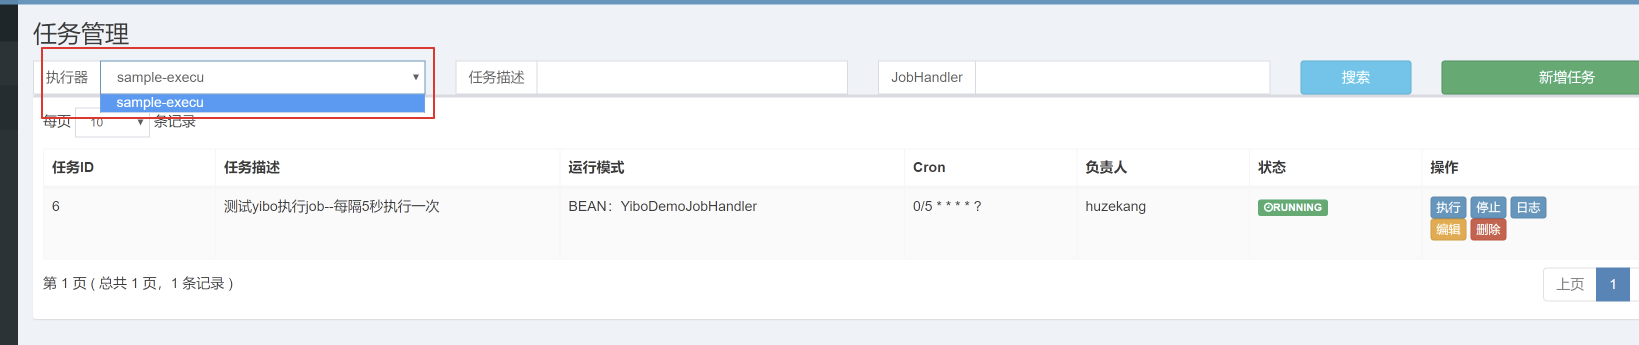 任务管理
执行器 sample-execu 任务描述 JobHandler 搜索 新增任务
sample-execu
每页 10 条记录
任务ID 任务描述 运行模式 Cron 负责人 状态 操作
6 测试yibo执行job--每隔5秒执行一次 BEAN：YiboDemoJobHandler 0/5 * * * * ? huzekang RUNNING 执行 停止 日志
编辑 删除
第 1 页 ( 总共 1 页，1 条记录 ) 上页 1